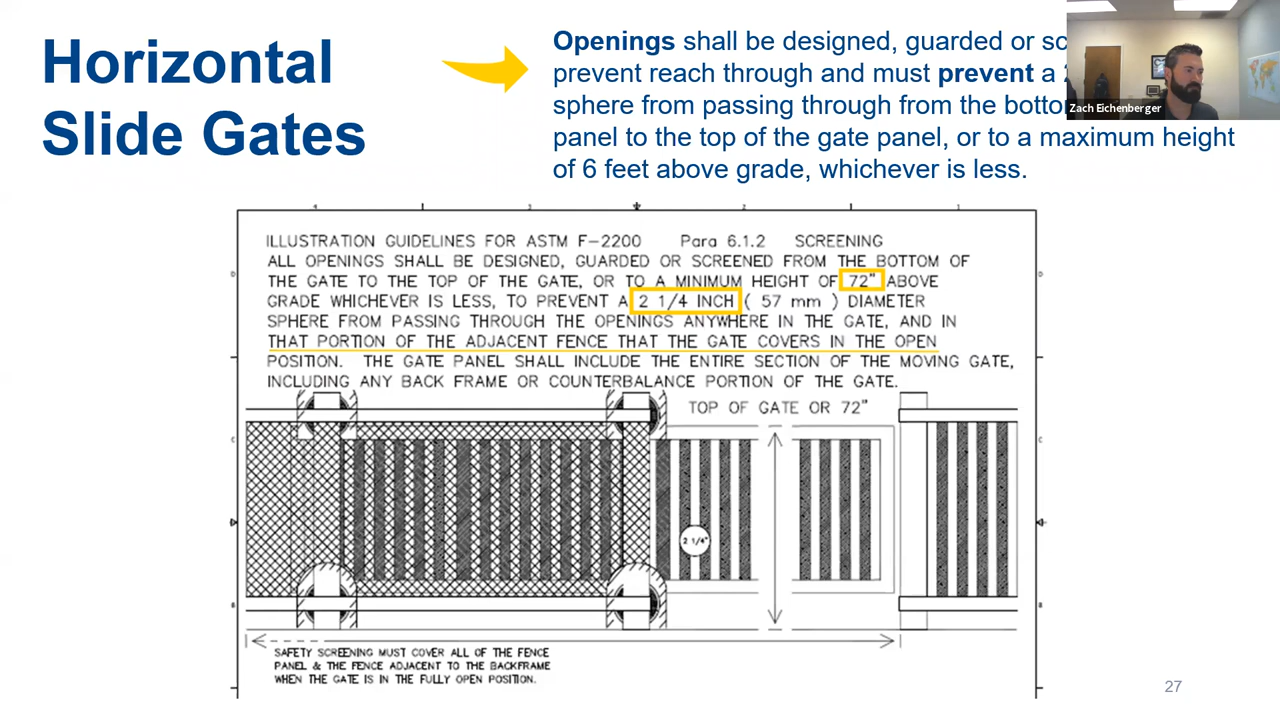 Horizontal
Slide Gates
Openings shall be designed, guarded or
prevent reach through and must prevent a
sphere from passing through from the
panel to the top of the gate panel, or to a maximum height
of 6 feet above grade, whichever is less.
Zach Eichenberger
ILLUSTRATION GUIDELINES FOR ASTM F-2200 Para 6.1.2 SCREENING
ALL OPENINGS SHALL BE DESIGNED, GUARDED OR SCREENED FROM THE BOTTOM OF
THE GATE TO THE TOP OF THE GATE, OR TO A MINIMUM HEIGHT OF 72" ABOVE
GRADE WHICHEVER IS LESS, TO PREVENT A 2 1/4 INCH ( 57 mm ) DIAMETER
SPHERE FROM PASSING THROUGH THE OPENINGS ANYWHERE IN THE GATE, AND IN
THAT PORTION OF THE ADJACENT FENCE THAT THE GATE COVERS IN THE OPEN
POSITION. THE GATE PANEL SHALL INCLUDE THE ENTIRE SECTION OF THE MOVING GATE,
INCLUDING ANY BACK FRAME OR COUNTERBALANCE PORTION OF THE GATE.
TOP OF GATE OR 72"
2 1/4"
SAFETY SCREENING MUST COVER ALL OF THE FENCE
PANEL & THE FENCE ADJACENT TO THE BACKFRAME
WHEN THE GATE IS IN THE FULLY OPEN POSITION.
27